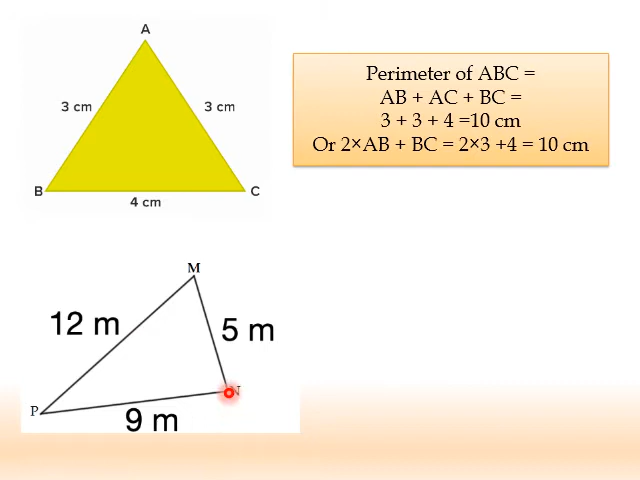 A
3 cm
3 cm
B
C
4 cm
Perimeter of ABC =
AB + AC + BC =
3 + 3 + 4 =10 cm
Or 2×AB + BC = 2×3 +4 = 10 cm
M
12 m
5 m
N
P
9 m